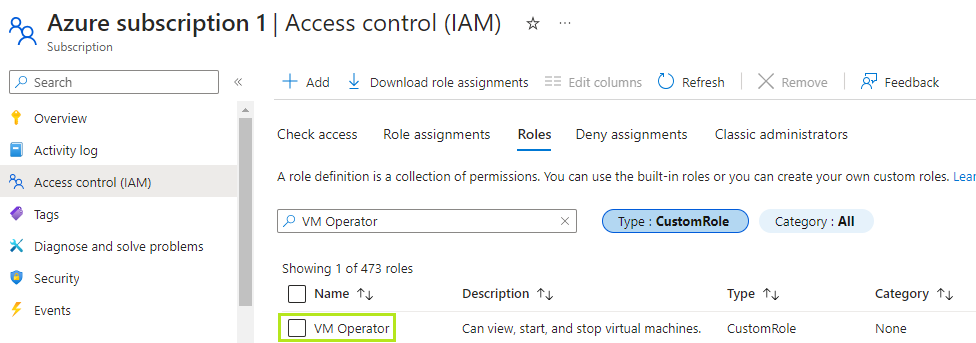 Azure subscription 1 | Access control (IAM) ☆ ···
Subscription
Search «
Overview
Activity log
Access control (IAM)
Tags
Diagnose and solve problems
Security
Events
+ Add Download role assignments Edit columns Refresh Remove Feedback
Check access Role assignments Roles Deny assignments Classic administrators
A role definition is a collection of permissions. You can use the built-in roles or you can create your own custom roles. Lear
VM Operator × Type : CustomRole Category : All
Showing 1 of 473 roles
Name ↑↓ Description ↑↓ Type ↑↓ Category ↑↓
VM Operator Can view, start, and stop virtual machines. CustomRole None